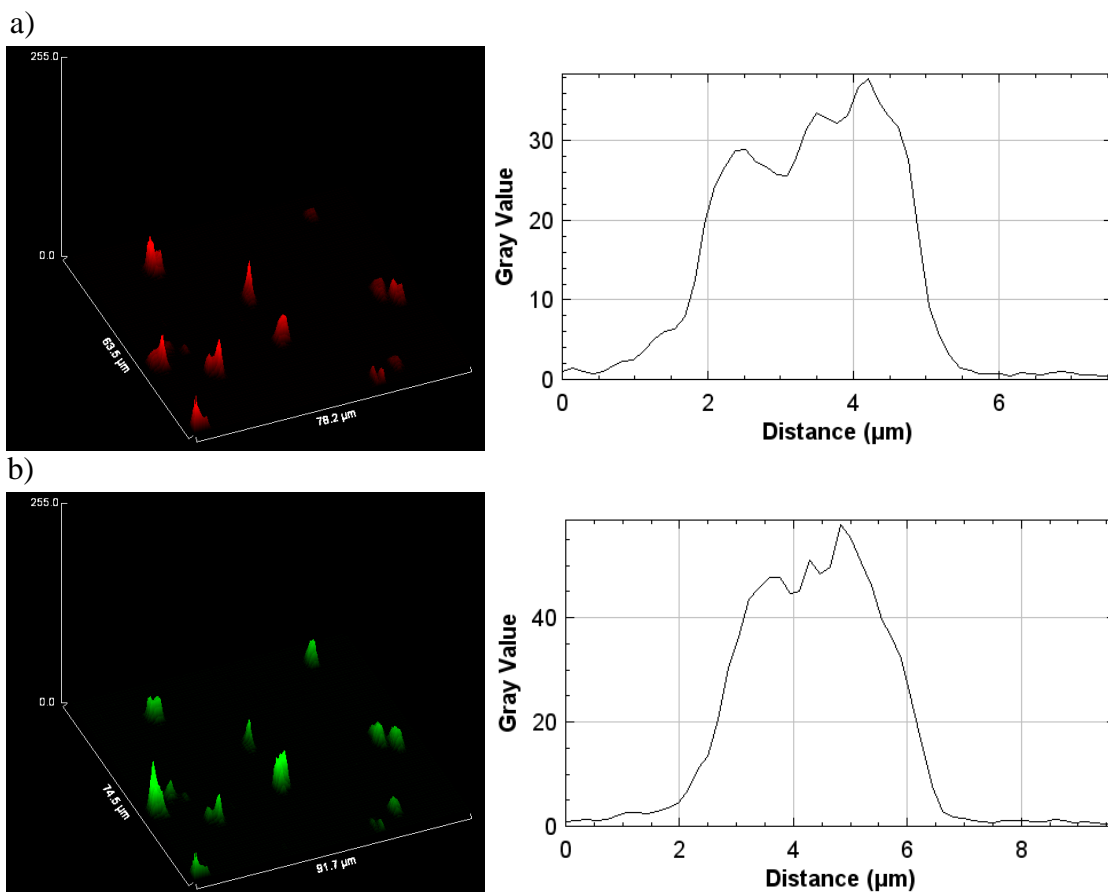 a)
255.0
0.0
63.5 µm
78.2 µm
Gray Value
30
20
10
0
0 2 4 6
Distance (µm)
b)
255.0
0.0
74.5 µm
91.7 µm
Gray Value
40
20
0
0 2 4 6 8
Distance (µm)